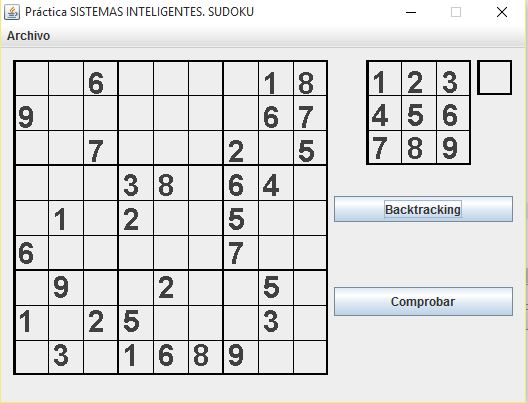 Práctica SISTEMAS INTELIGENTES. SUDOKU
Archivo
6 1 8
9 6 7
7 2 5
3 8 6 4
1 2 5
6 7
9 2 5
1 2 5 3
3 1 6 8 9
1 2 3
4 5 6
7 8 9
Backtracking
Comprobar